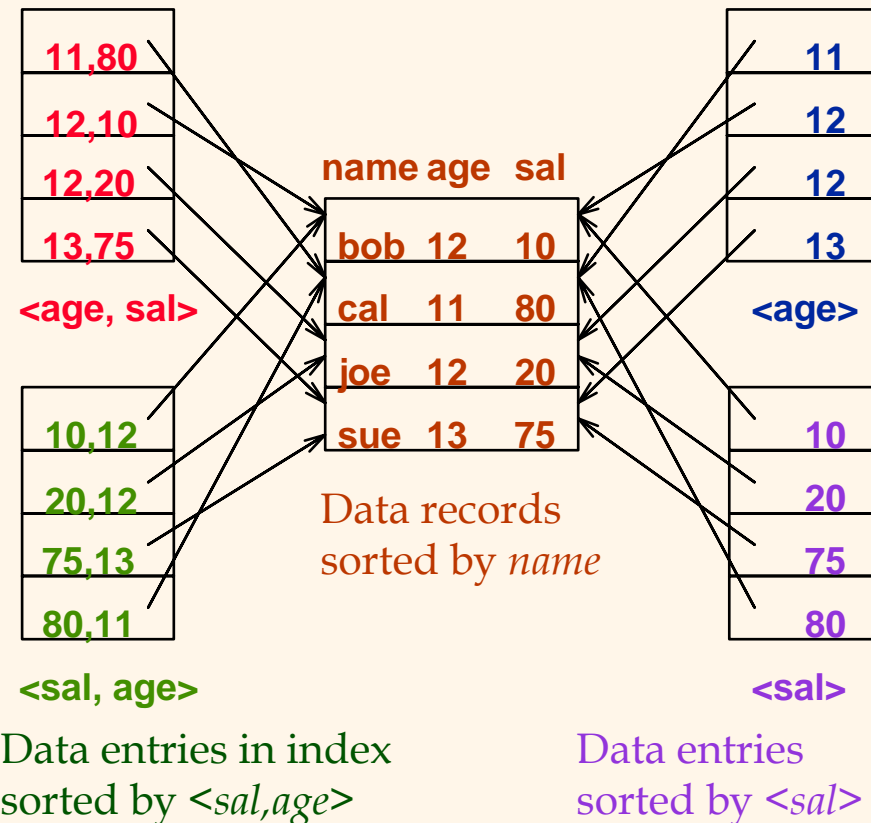 11,80
12,10
12,20
13,75
<age, sal>
name age sal
bob 12 10
cal 11 80
joe 12 20
sue 13 75
Data records
sorted by name
11
12
12
13
<age>
10,12
20,12
75,13
80,11
<sal, age>
Data entries in index
sorted by <sal,age>
10
20
75
80
<sal>
Data entries
sorted by <sal>